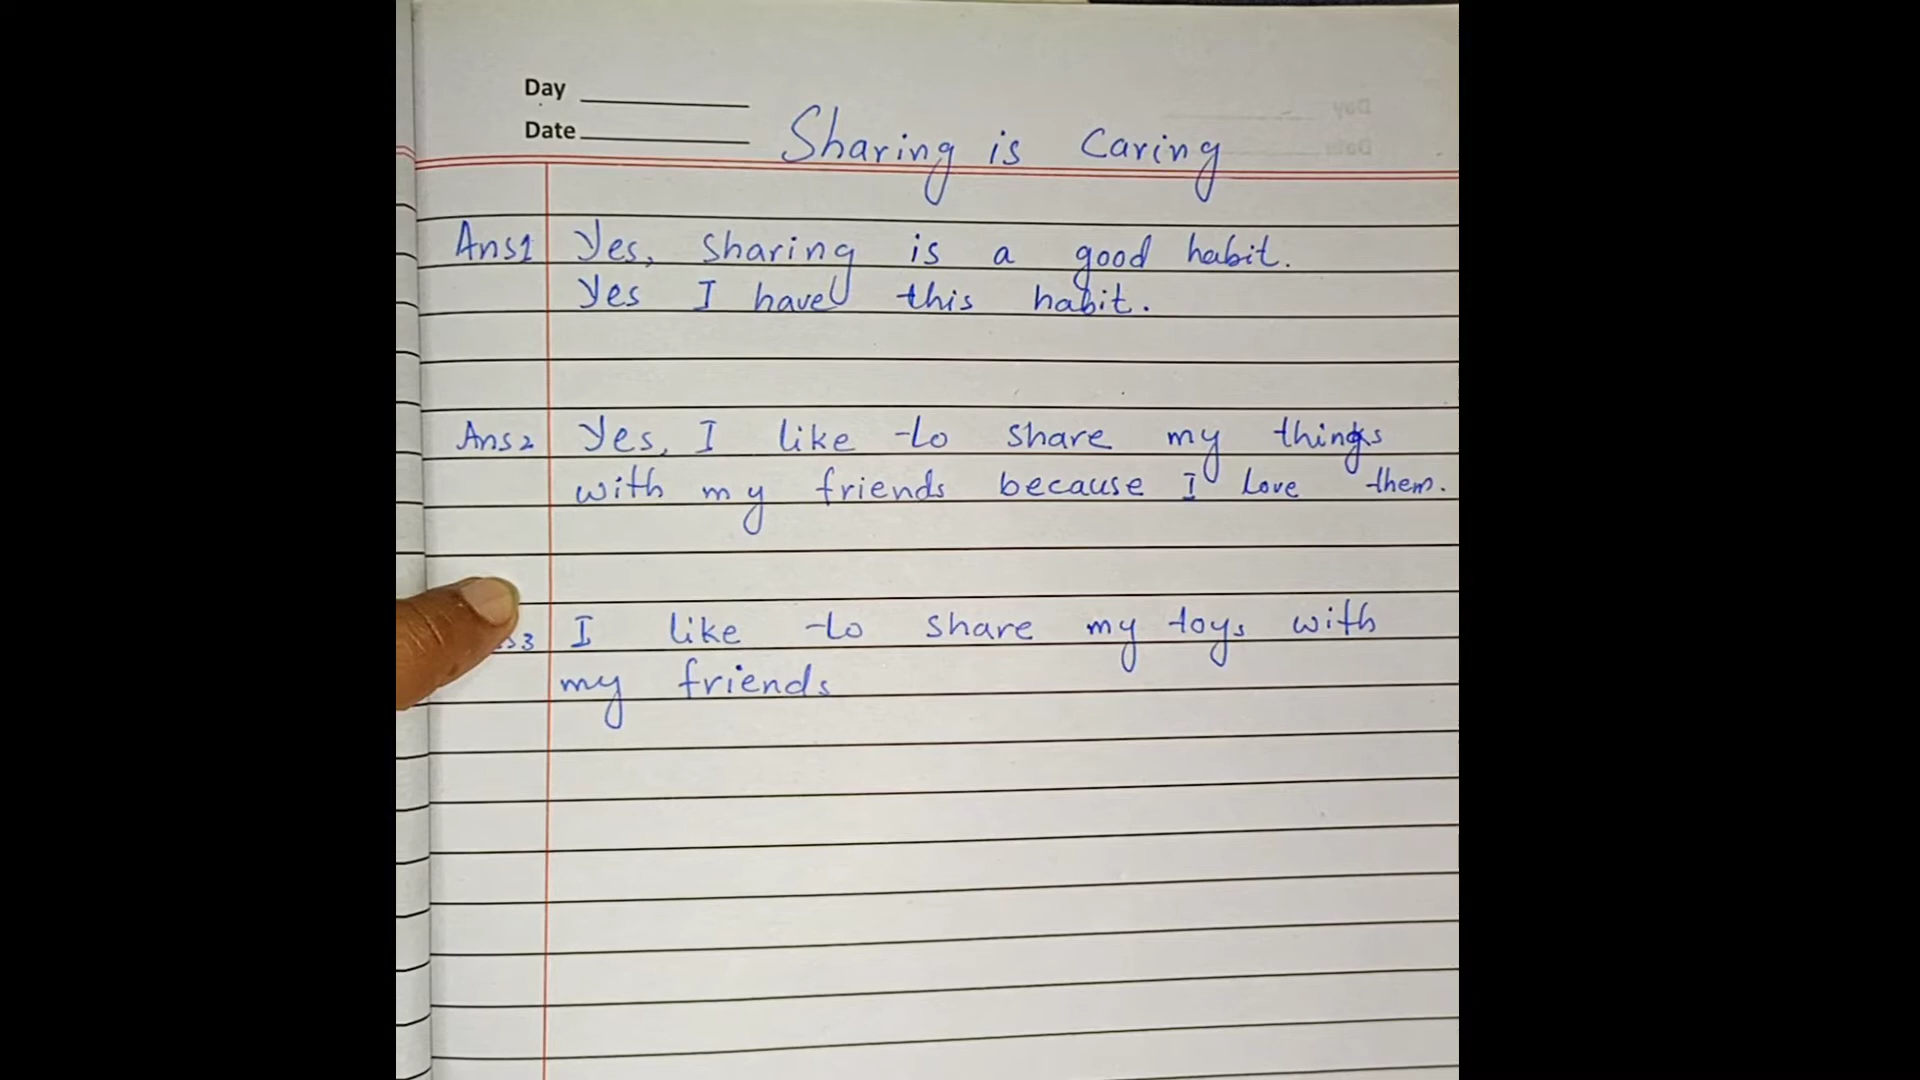 Day
Date
Sharing is Caring
Ans1 Yes, Sharing is a good habit.
Yes I have this habit.
Ans2 Yes, I like to share my things
with my friends because I Love them.
s3 I like to share my toys with
my friends